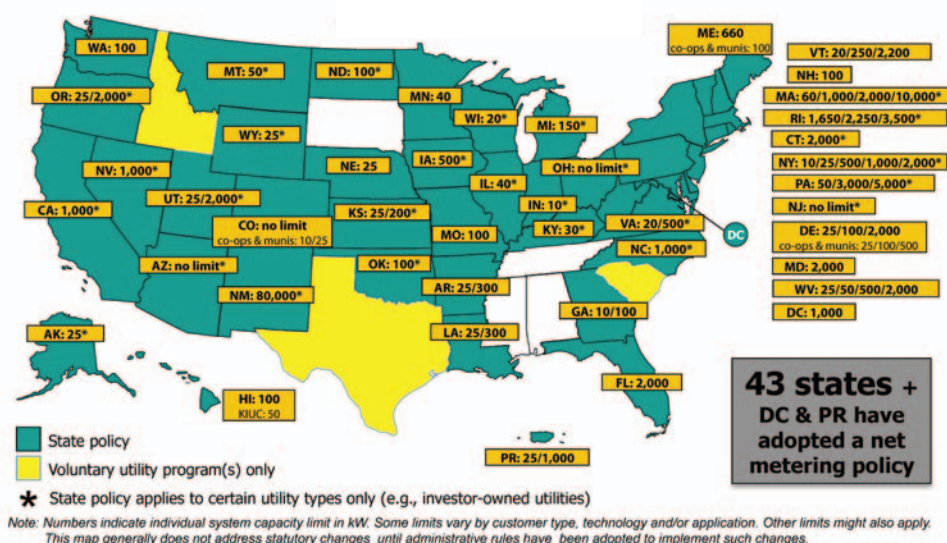 ME: 660
co-ops & munis: 100
WA: 100
MT: 50*
ND: 100*
VT: 20/250/2,200
NH: 100
OR: 25/2,000*
MN: 40
MA: 60/1,000/2,000/10,000*
WI: 20*
MI: 150*
RI: 1,650/2,250/3,500*
WY: 25*
CT: 2,000*
IA: 500*
NE: 25
OH: no limit*
NY: 10/25/500/1,000/2,000*
NV: 1,000*
IL: 40*
PA: 50/3,000/5,000*
UT: 25/2,000*
IN: 10*
NJ: no limit*
CA: 1,000*
CO: no limit
co-ops & munis: 10/25
KS: 25/200*
VA: 20/500*
DC
DE: 25/100/2,000
co-ops & munis: 25/100/500
MO: 100
KY: 30*
NC: 1,000*
AZ: no limit*
OK: 100*
MD: 2,000
NM: 80,000*
AR: 25/300
WV: 25/50/500/2,000
GA: 10/100
DC: 1,000
AK: 25*
LA: 25/300
FL: 2,000
HI: 100
KIUC: 50
43 states +
DC & PR have
adopted a net
metering policy
PR: 25/1,000
State policy
Voluntary utility program(s) only
* State policy applies to certain utility types only (e.g., investor-owned utilities)
Note: Numbers indicate individual system capacity limit in kW. Some limits vary by customer type, technology and/or application. Other limits might also apply.
This map generally does not address statutory changes until administrative rules have been adopted to implement such changes.